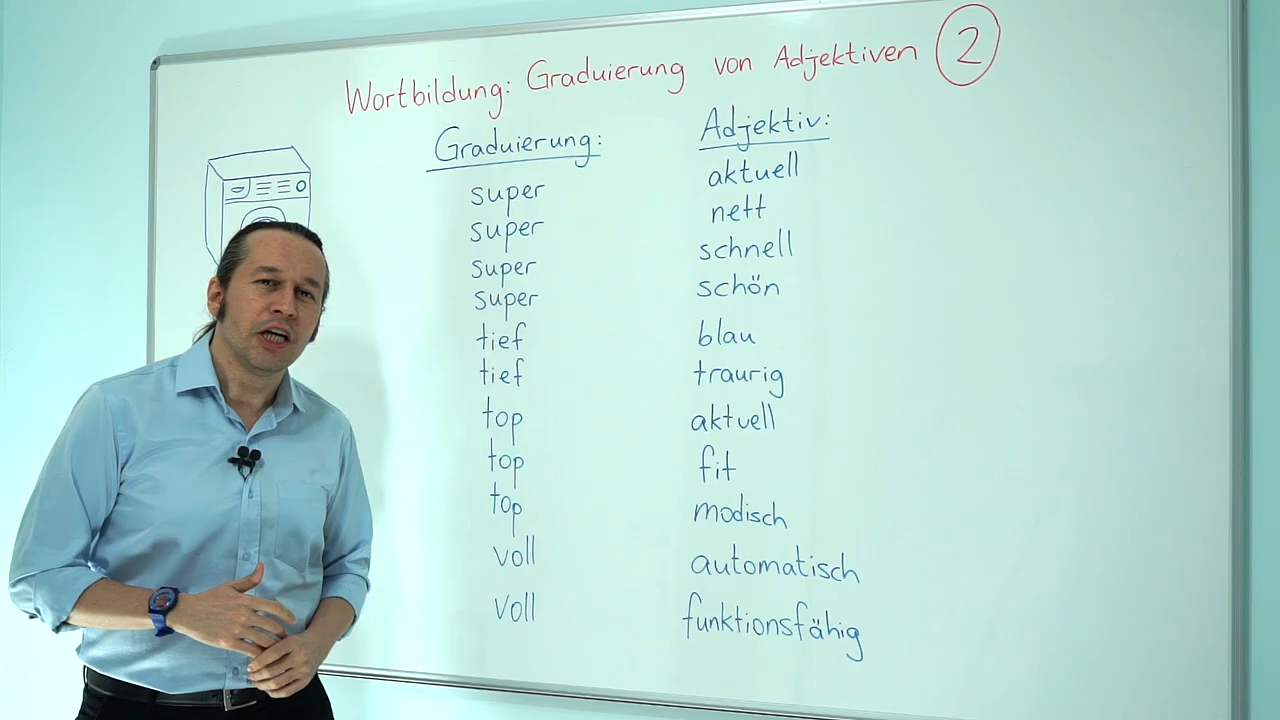 Wortbildung: Graduierung von Adjektiven 2
Graduierung: Adjektiv:
super aktuell
super nett
super schnell
super schön
tief blau
tief traurig
top aktuell
top fit
top modisch
voll automatisch
voll funktionsfähig